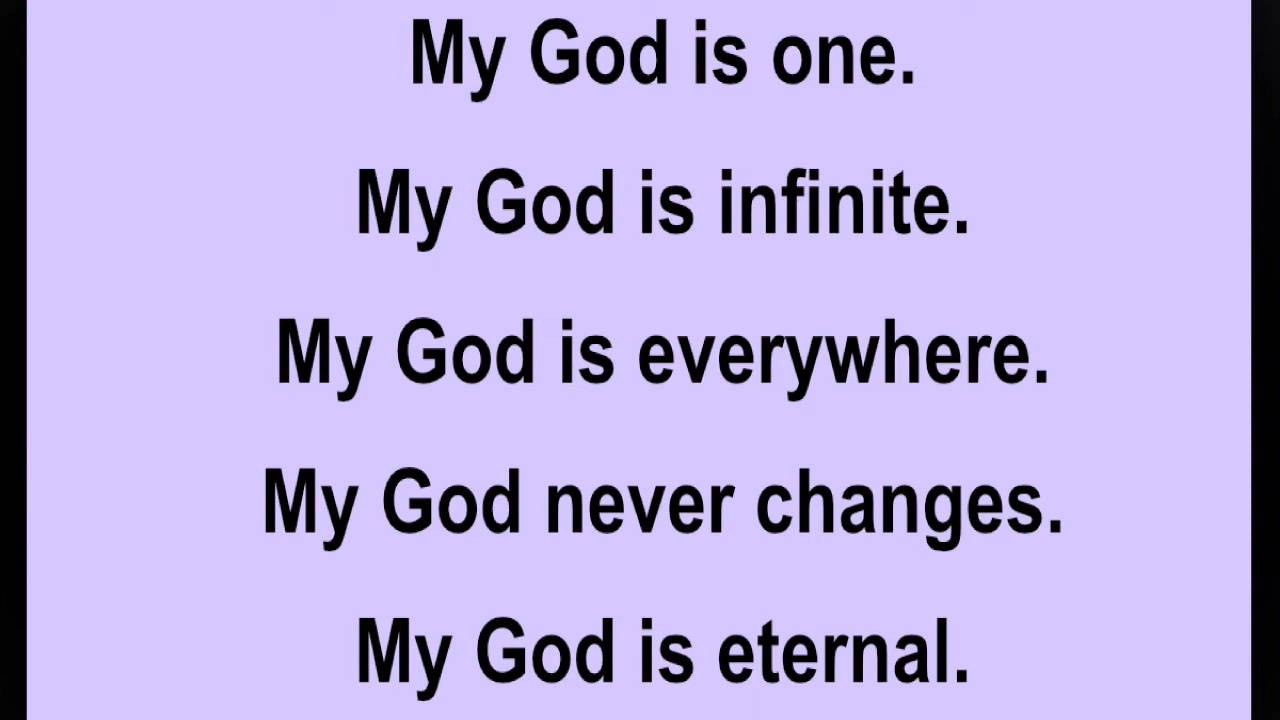 My God is one.
My God is infinite.
My God is everywhere.
My God never changes.
My God is eternal.